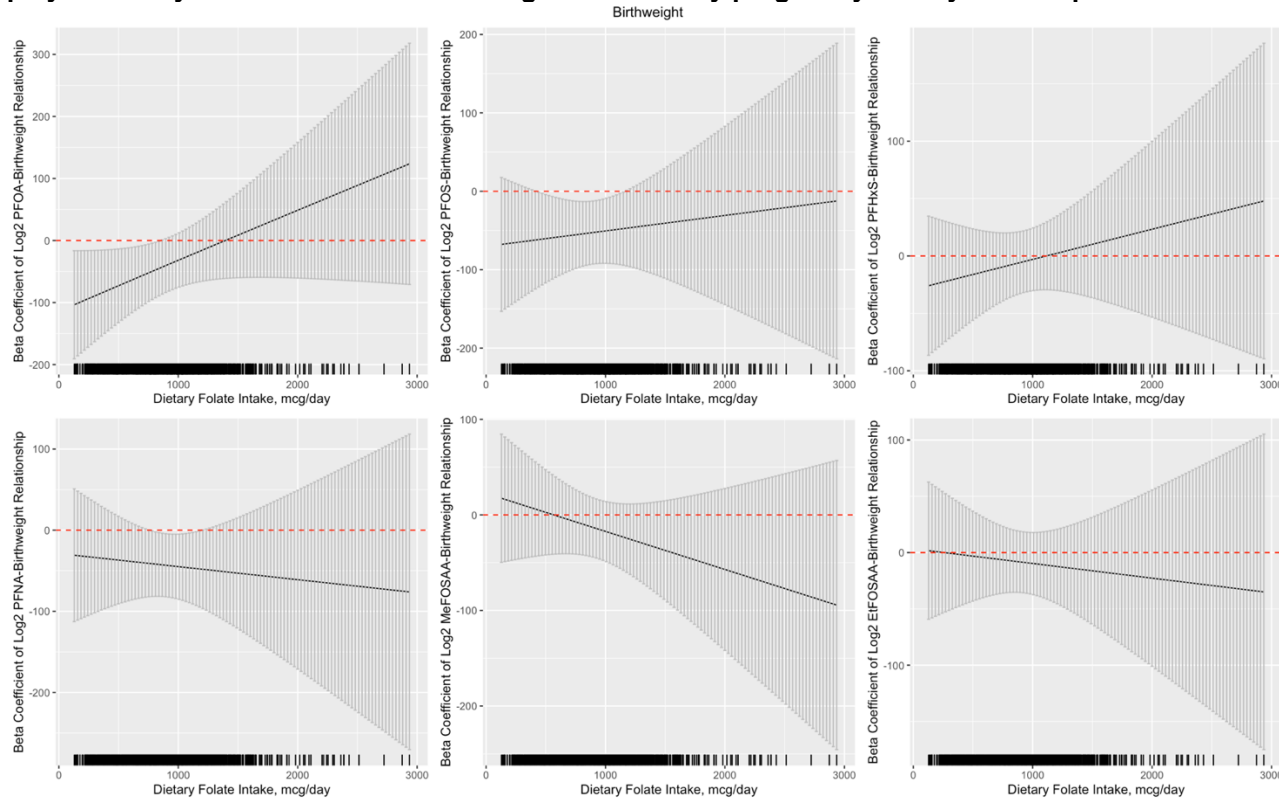 Birthweight
Beta Coefficient of Log2 PFOA-Birthweight Relationship
300
200
100
0
-100
-200
0 1000 2000 3000
Dietary Folate Intake, mcg/day
Beta Coefficient of Log2 PFOS-Birthweight Relationship
200
100
0
-100
-200
0 1000 2000 3000
Dietary Folate Intake, mcg/day
Beta Coefficient of Log2 PFHxS-Birthweight Relationship
100
0
-100
0 1000 2000 3000
Dietary Folate Intake, mcg/day
Beta Coefficient of Log2 PFNA-Birthweight Relationship
100
0
-100
-200
0 1000 2000 3000
Dietary Folate Intake, mcg/day
Beta Coefficient of Log2 MeFOSAA-Birthweight Relationship
100
0
-100
-200
0 1000 2000 3000
Dietary Folate Intake, mcg/day
Beta Coefficient of Log2 EtFOSAA-Birthweight Relationship
100
0
-100
0 1000 2000 3000
Dietary Folate Intake, mcg/day